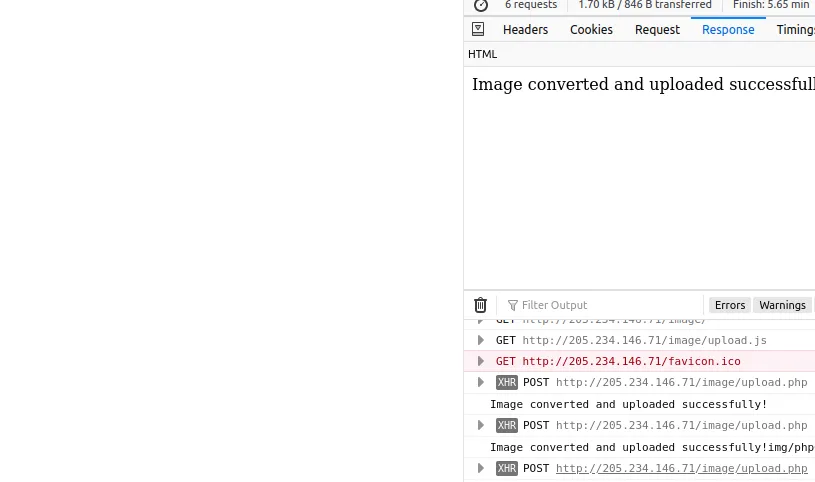 6 requests 1.70 kB / 846 B transferred Finish: 5.65 min
Headers Cookies Request Response Timing
HTML
Image converted and uploaded successful
Filter Output Errors Warnings
GET http://205.234.146.71/image/
GET http://205.234.146.71/image/upload.js
GET http://205.234.146.71/favicon.ico
XHR POST http://205.234.146.71/image/upload.php
Image converted and uploaded successfully!
XHR POST http://205.234.146.71/image/upload.php
Image converted and uploaded successfully!img/php
XHR POST http://205.234.146.71/image/upload.php